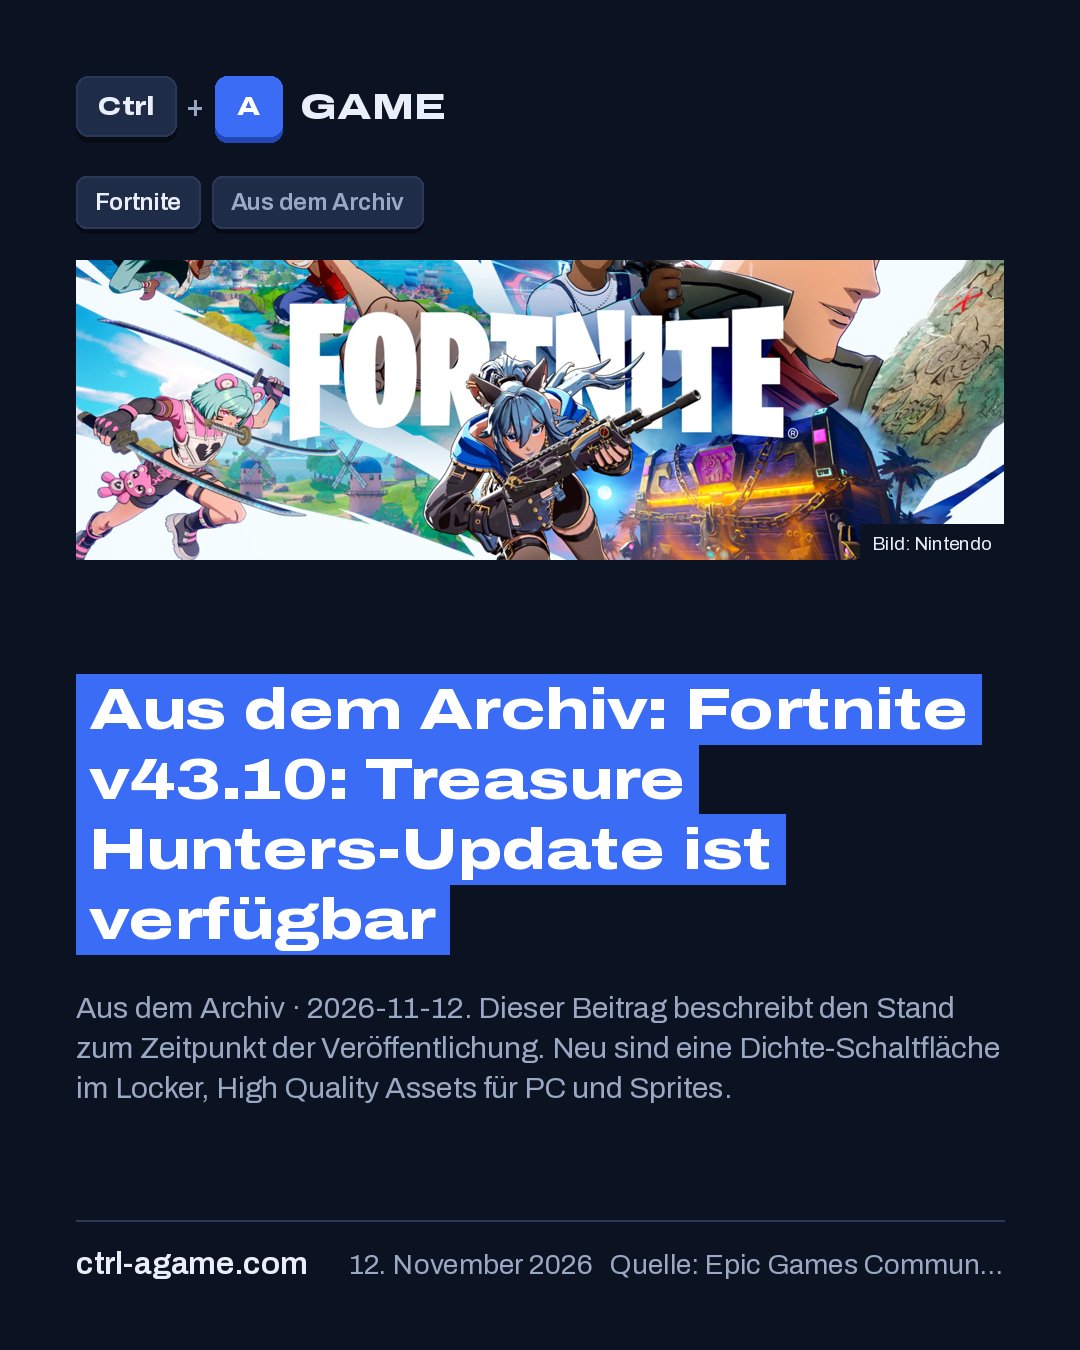 Ctrl + A GAME
Fortnite Aus dem Archiv
FORTNITE ®
Bild: Nintendo
Aus dem Archiv: Fortnite
v43.10: Treasure
Hunters-Update ist
verfügbar
Aus dem Archiv · 2026-11-12. Dieser Beitrag beschreibt den Stand
zum Zeitpunkt der Veröffentlichung. Neu sind eine Dichte-Schaltfläche
im Locker, High Quality Assets für PC und Sprites.
ctrl-agame.com 12. November 2026 Quelle: Epic Games Commun...